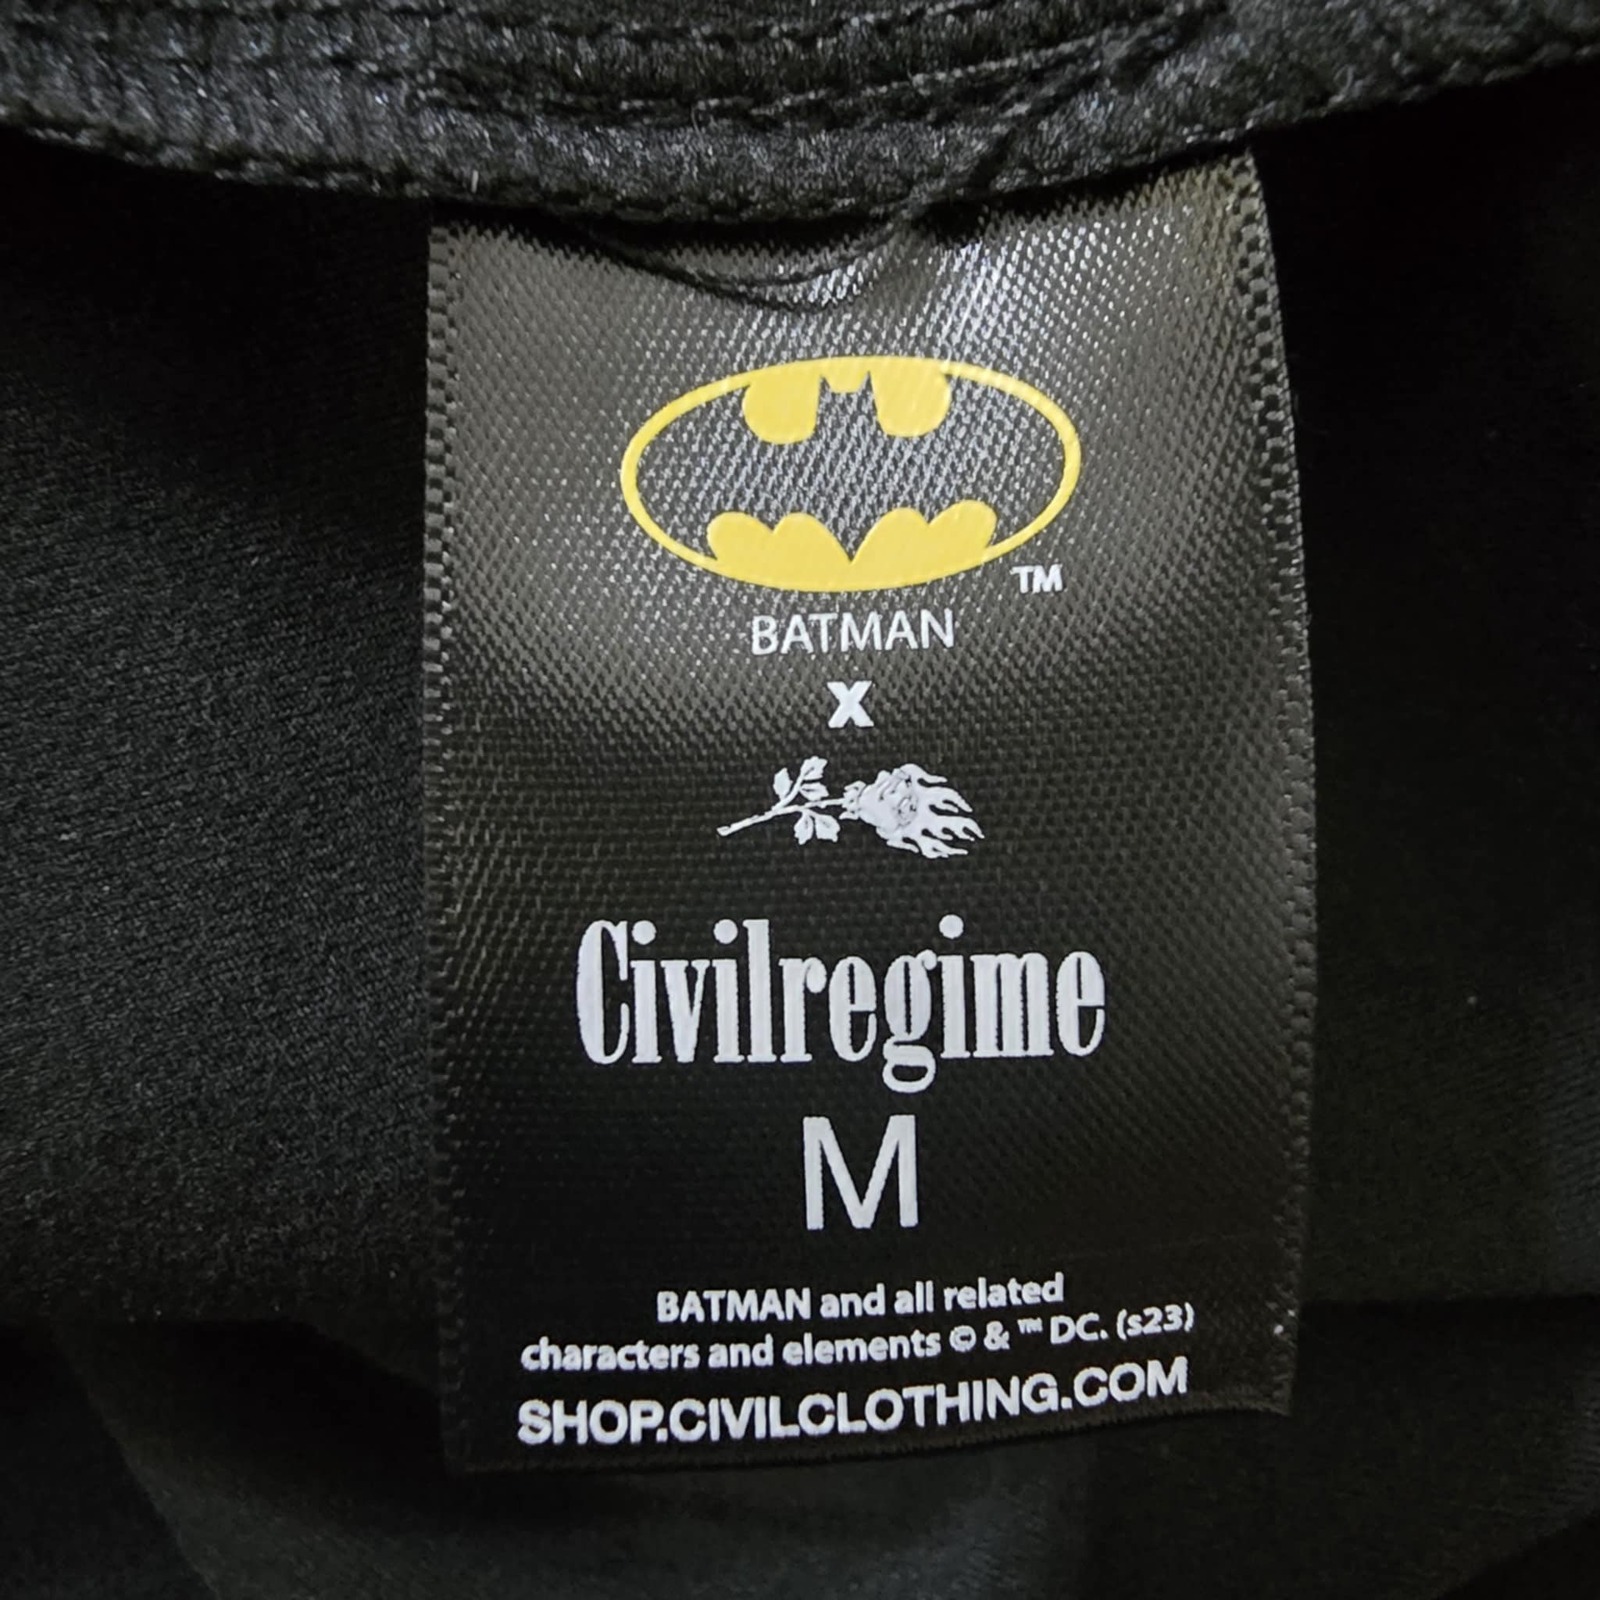 TM
BATMAN
X
Civilregime
M
BATMAN and all related
characters and elements © & ™ DC. (s23)
SHOP.CIVILCLOTHING.COM